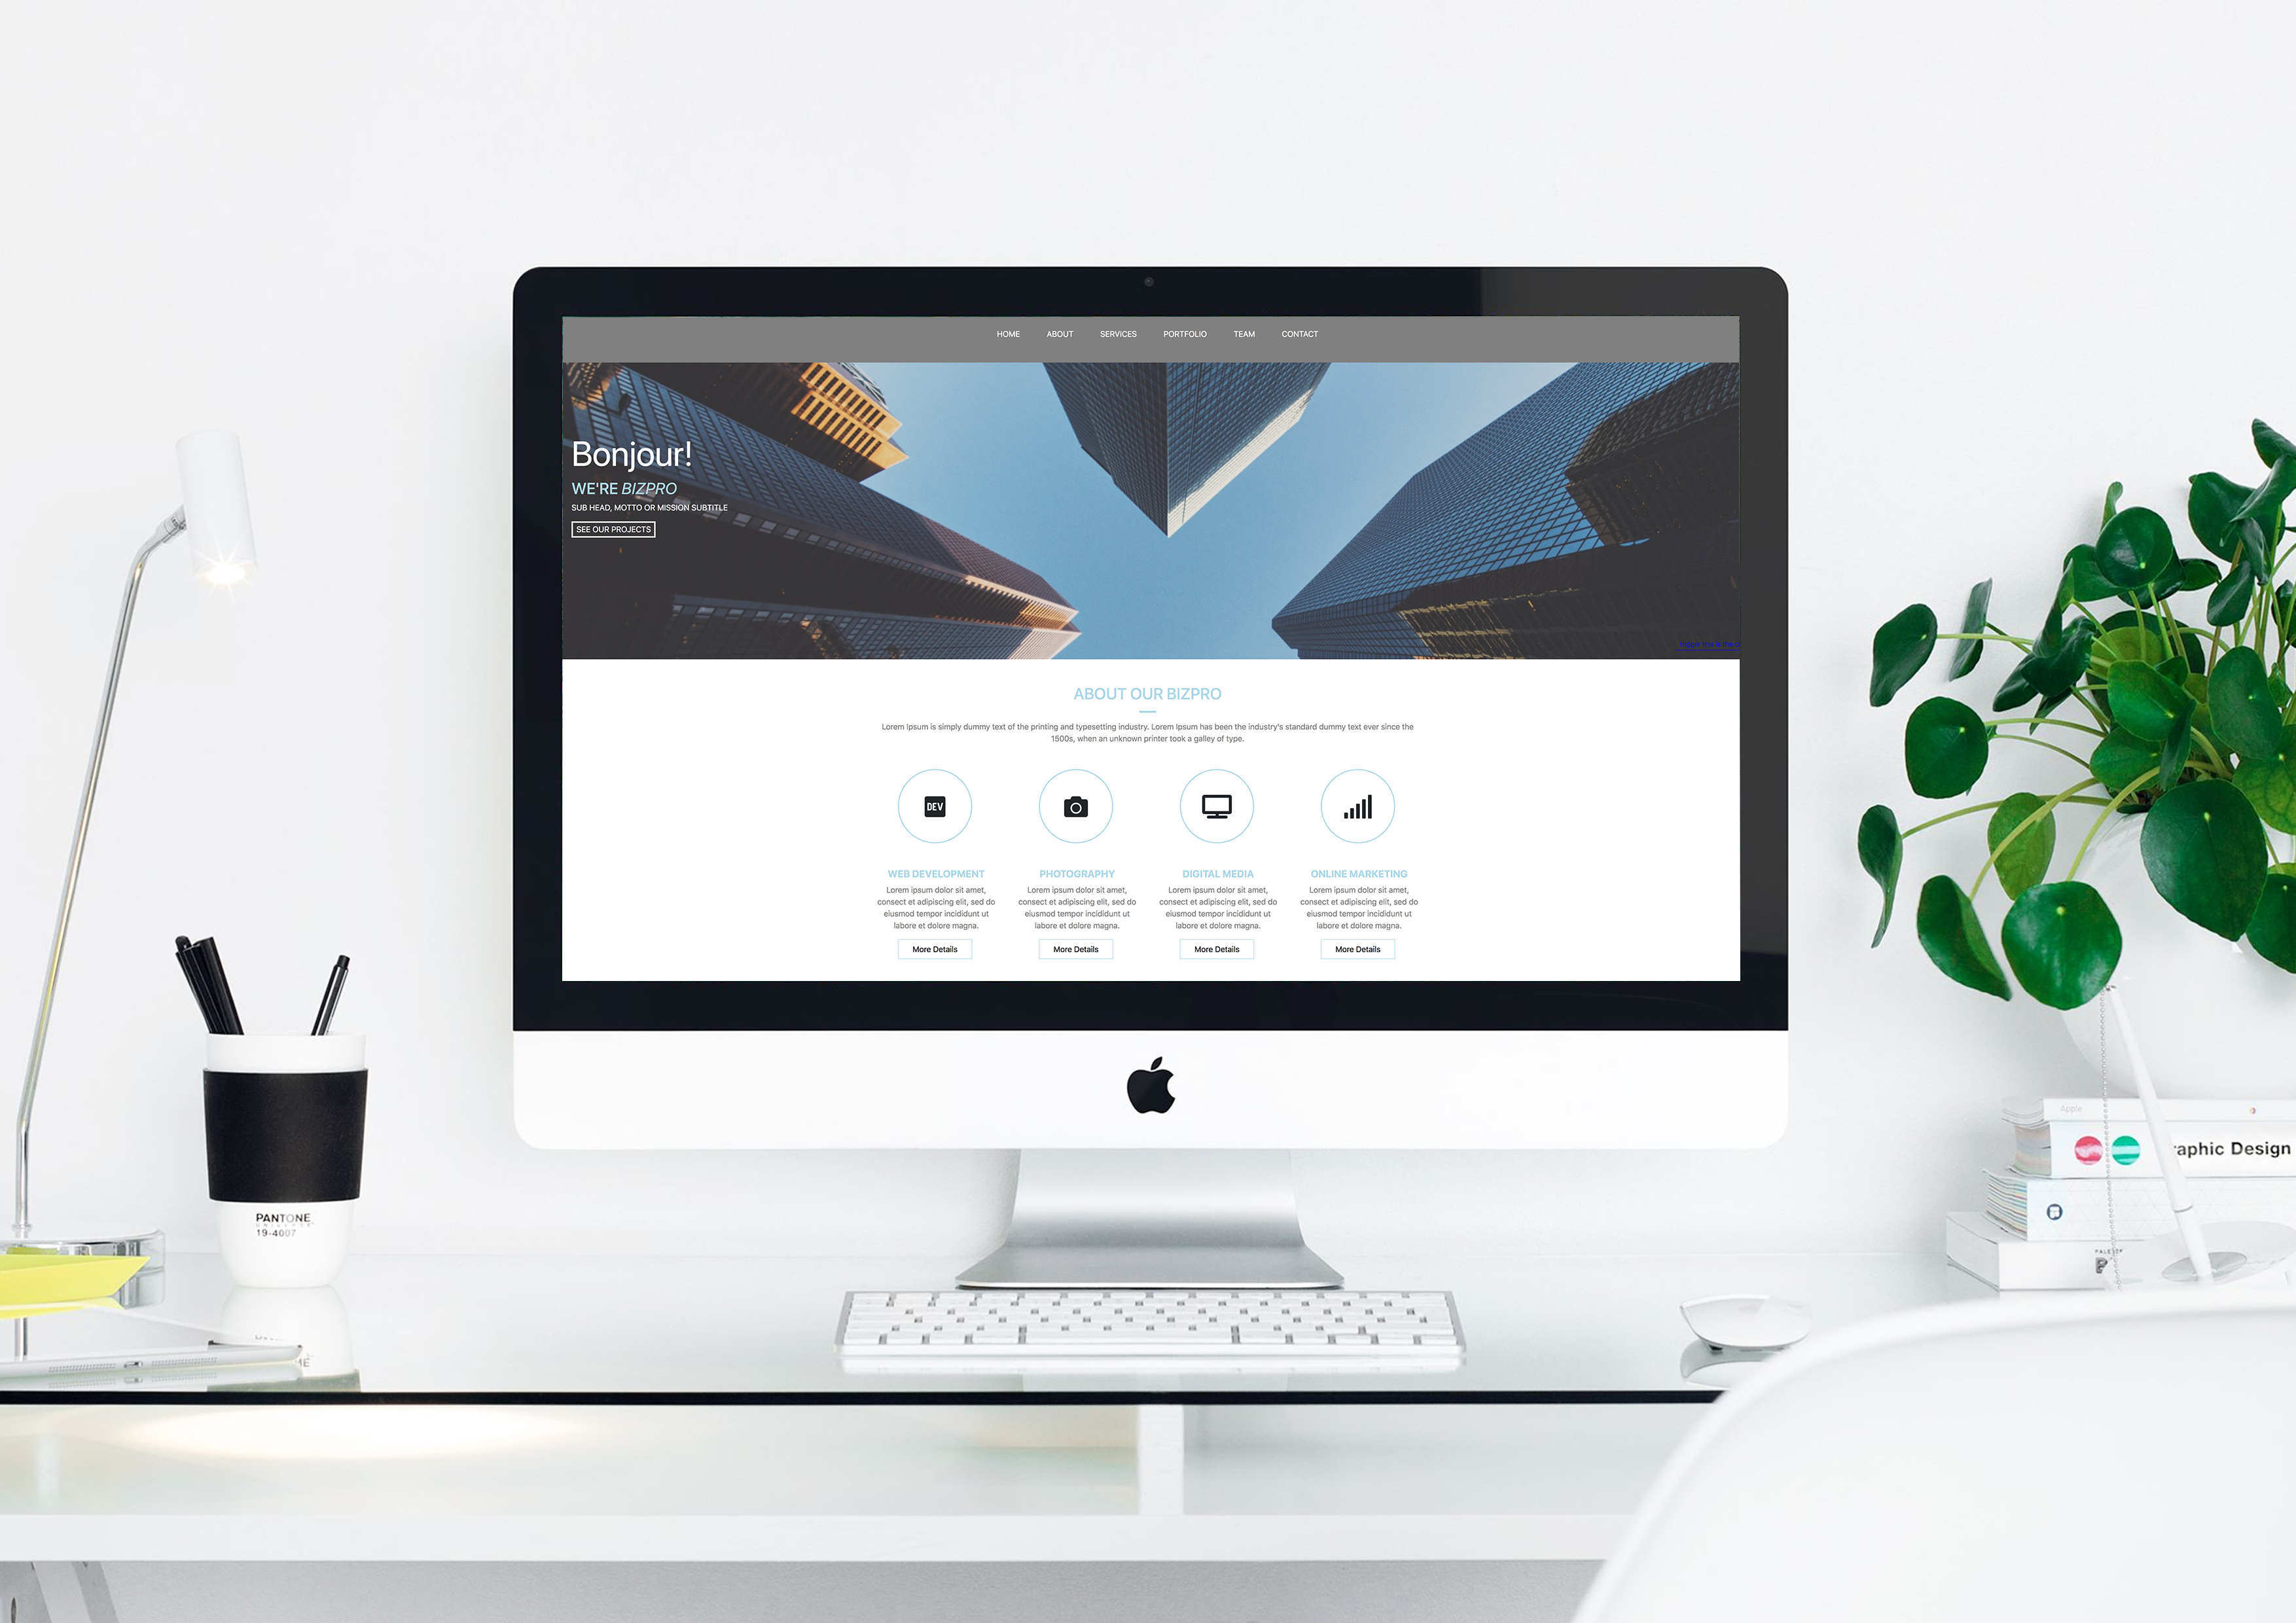 HOME ABOUT SERVICES PORTFOLIO TEAM CONTACT
Bonjour!
WE'RE BIZPRO
SUB HEAD, MOTTO OR MISSION SUBTITLE
SEE OUR PROJECTS
ABOUT OUR BIZPRO
Lorem Ipsum is simply dummy text of the printing and typesetting industry. Lorem Ipsum has been the industry's standard dummy text ever since the
1500s, when an unknown printer took a galley of type.
DEV
WEB DEVELOPMENT
Lorem ipsum dolor sit amet,
consect et adipiscing elit, sed do
eiusmod tempor incididunt ut
labore et dolore magna.
More Details
PHOTOGRAPHY
Lorem ipsum dolor sit amet,
consect et adipiscing elit, sed do
eiusmod tempor incididunt ut
labore et dolore magna.
More Details
DIGITAL MEDIA
Lorem ipsum dolor sit amet,
consect et adipiscing elit, sed do
eiusmod tempor incididunt ut
labore et dolore magna.
More Details
ONLINE MARKETING
Lorem ipsum dolor sit amet,
consect et adipiscing elit, sed do
eiusmod tempor incididunt ut
labore et dolore magna.
More Details
PANTONE
UNIVERSE
19-4007
Apple
raphic Design